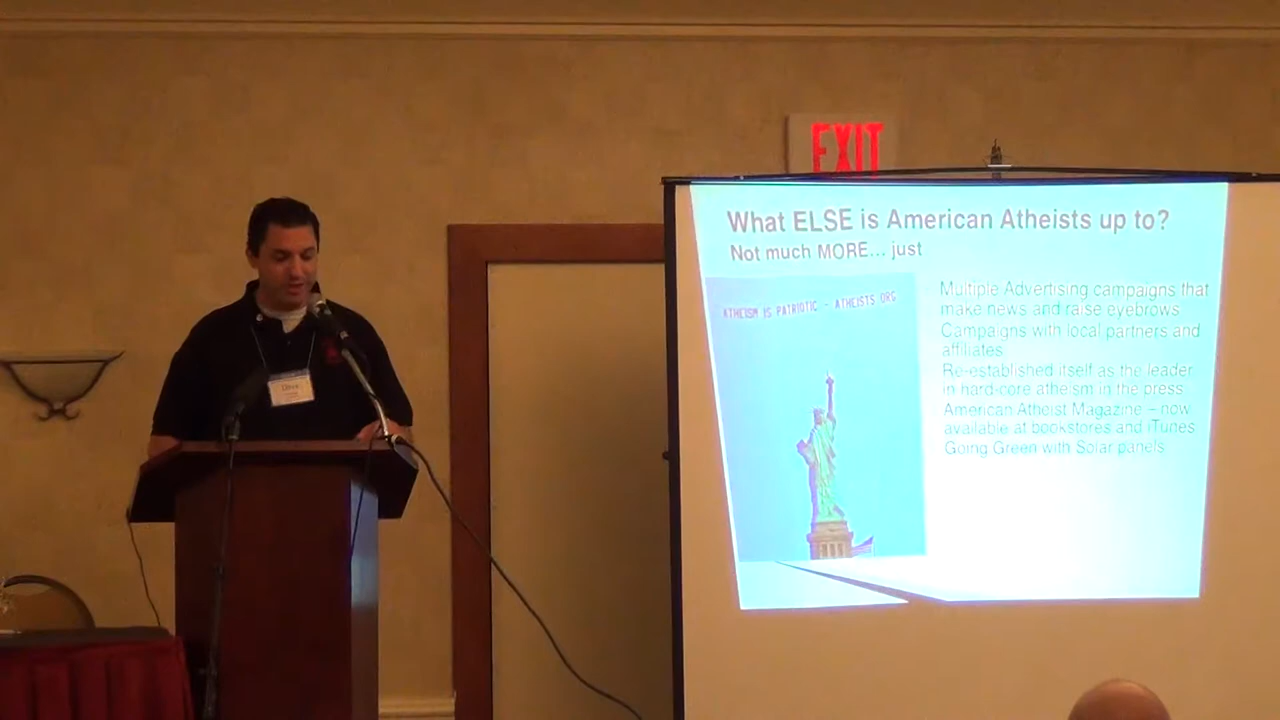 EXIT
What ELSE is American Atheists up to?
Not much MORE... just
ATHEISM IS PATRIOTIC - ATHEISTS.ORG
Multiple Advertising campaigns that
make news and raise eyebrows
Campaigns with local partners and
affiliates
Re-established itself as the leader
in hard-core atheism in the press
American Atheist Magazine – now
available at bookstores and iTunes
Going Green with Solar panels